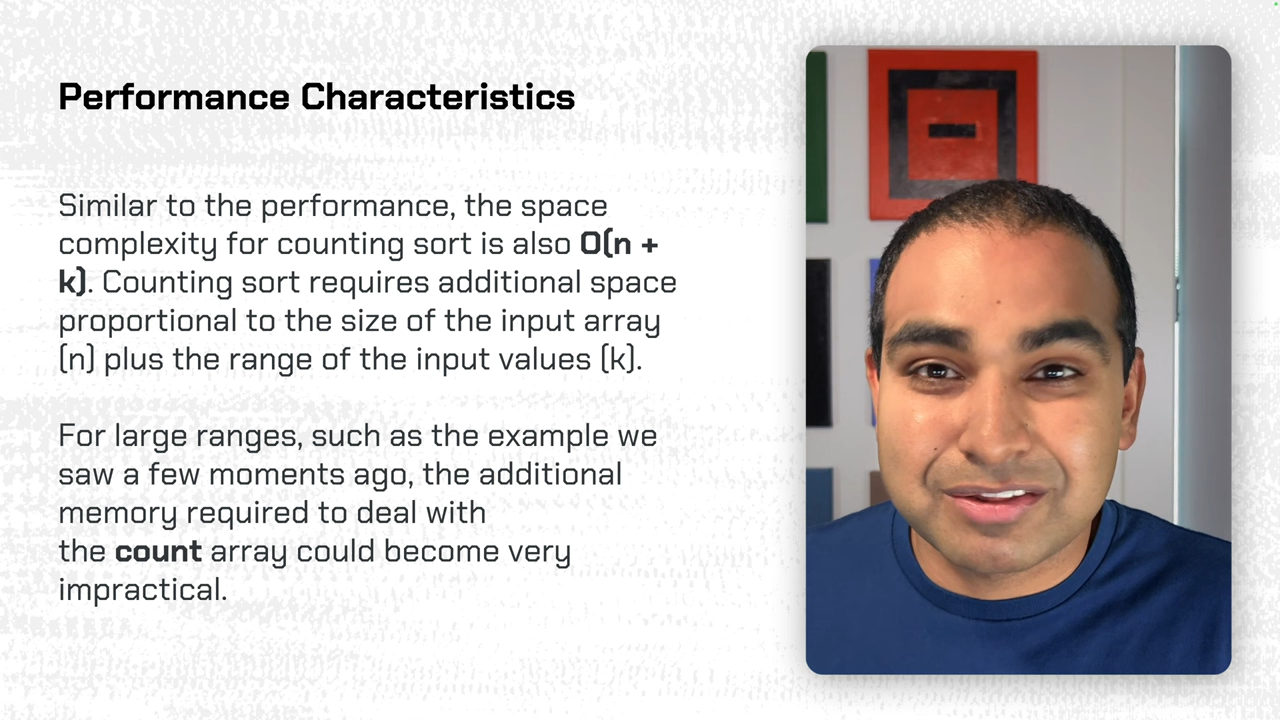 Performance Characteristics
Similar to the performance, the space
complexity for counting sort is also O(n +
k). Counting sort requires additional space
proportional to the size of the input array
(n) plus the range of the input values (k).
For large ranges, such as the example we
saw a few moments ago, the additional
memory required to deal with
the count array could become very
impractical.